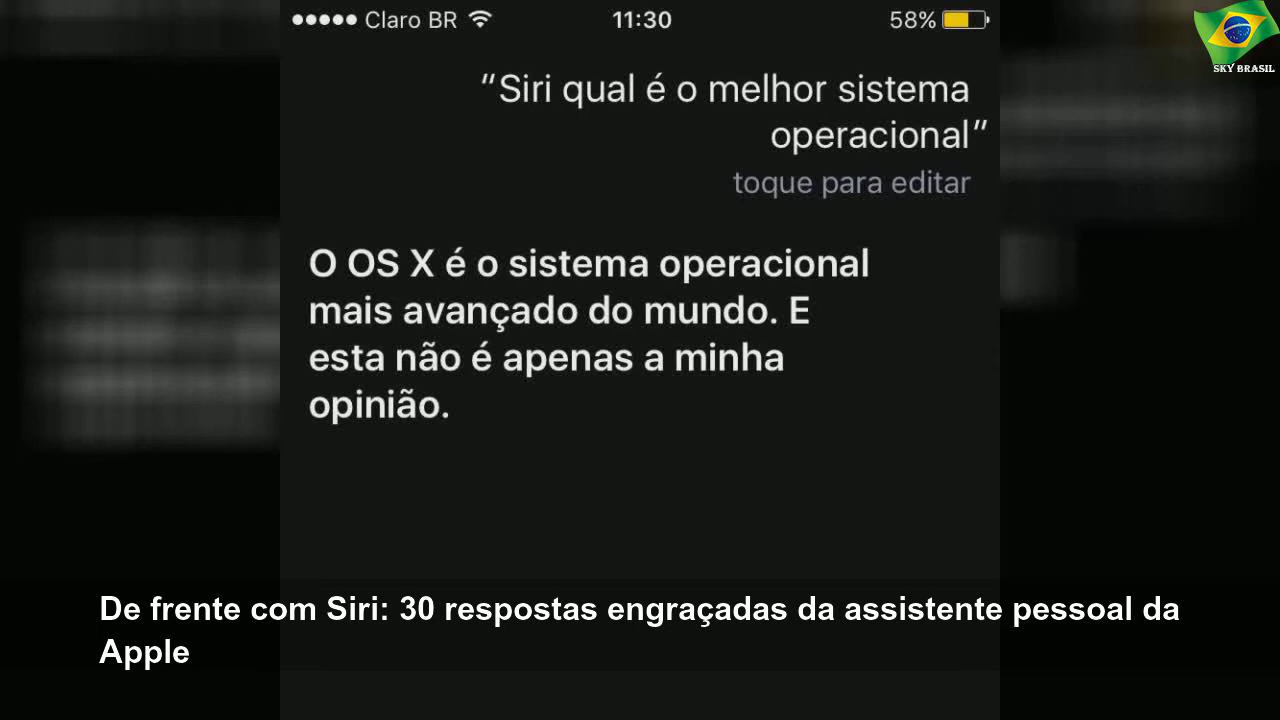 Claro BR 11:30 58%
SKY BRASIL
"Siri qual é o melhor sistema
operacional"
toque para editar
O OS X é o sistema operacional
mais avançado do mundo. E
esta não é apenas a minha
opinião.
De frente com Siri: 30 respostas engraçadas da assistente pessoal da
Apple